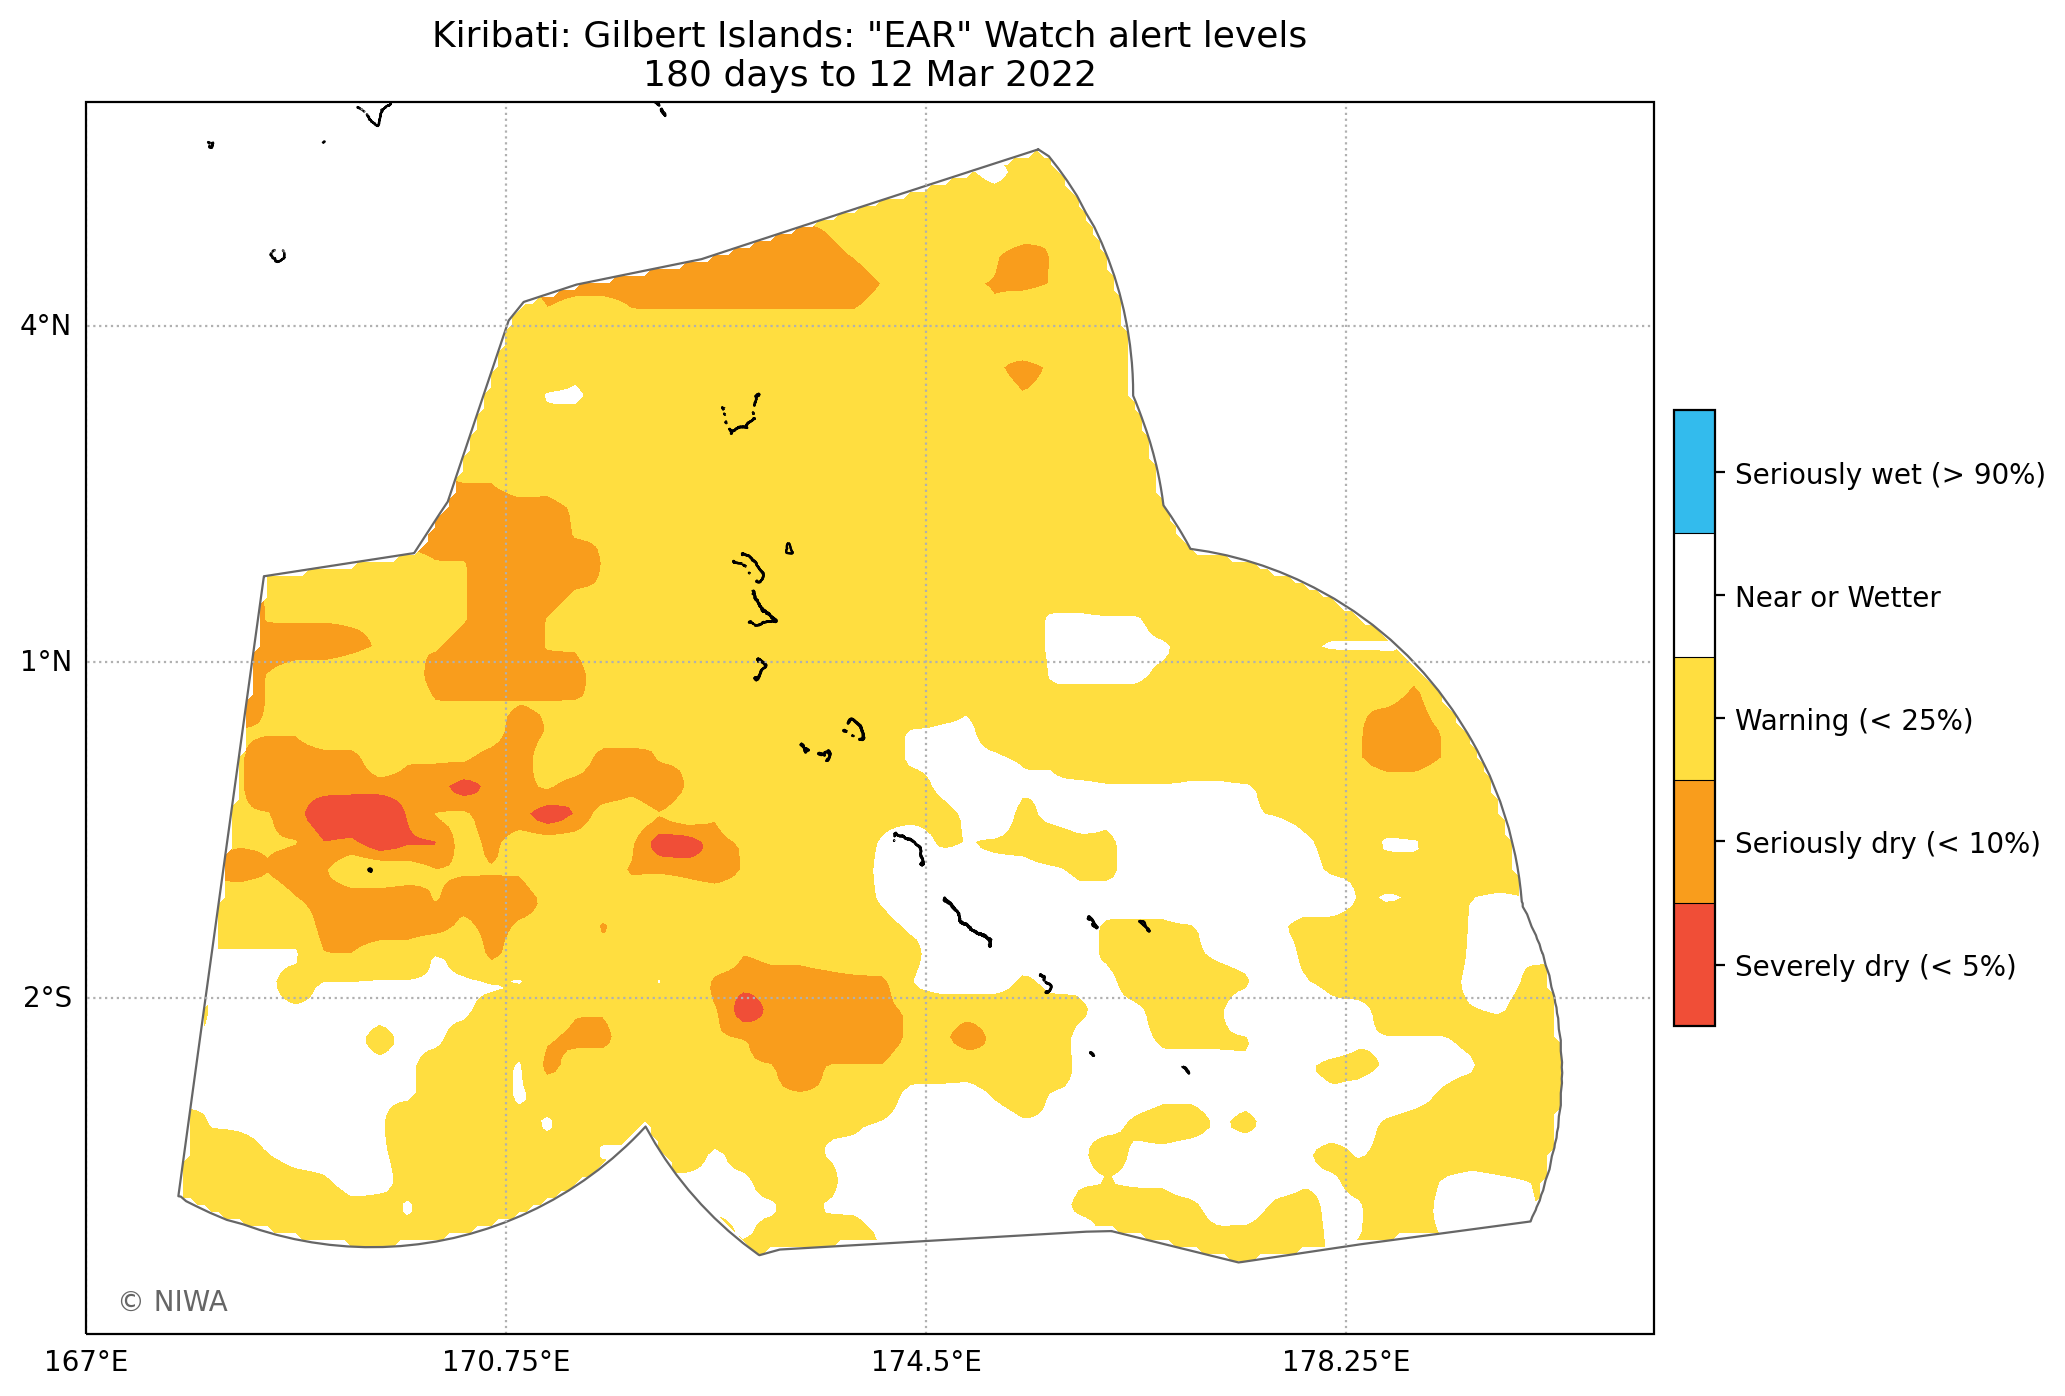 Kiribati: Gilbert Islands: "EAR" Watch alert levels
180 days to 12 Mar 2022
4°N
1°N
2°S
167°E
170.75°E
174.5°E
178.25°E
Seriously wet (> 90%)
Near or Wetter
Warning (< 25%)
Seriously dry (< 10%)
Severely dry (< 5%)
© NIWA